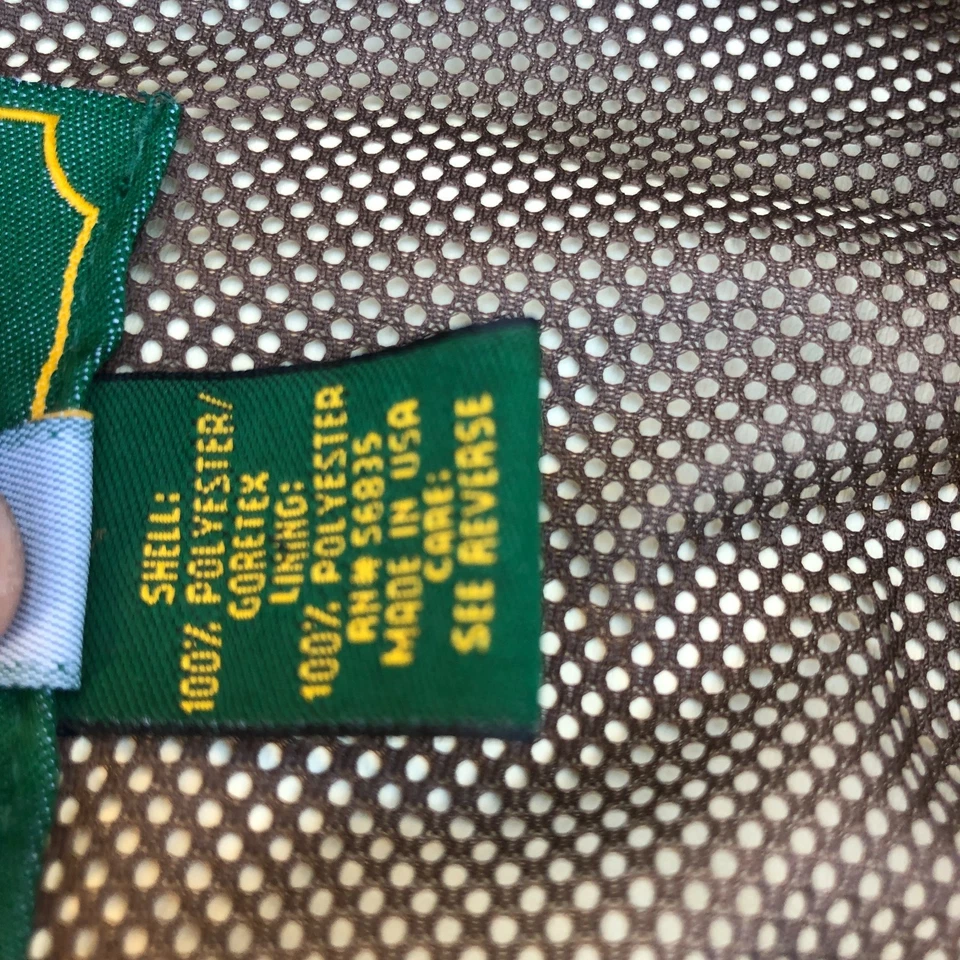 SHELL:
100% POLYESTER/
GORETEX
LINING:
100% POLYESTER
RN# 56835
MADE IN USA
CARE:
SEE REVERSE